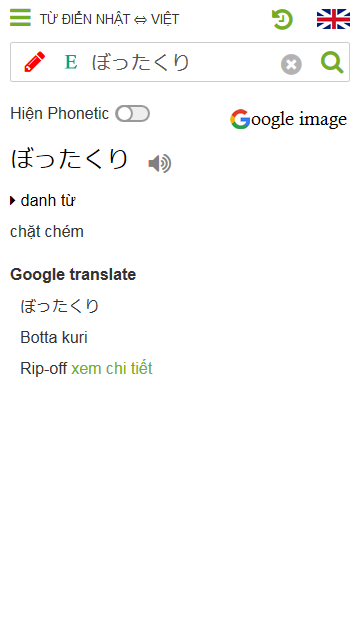 TỪ ĐIỂN NHẬT ⇔ VIỆT
E ぼったくり
Hiện Phonetic
Google image
ぼったくり
danh từ
chặt chém
Google translate
ぼったくり
Botta kuri
Rip-off xem chi tiết